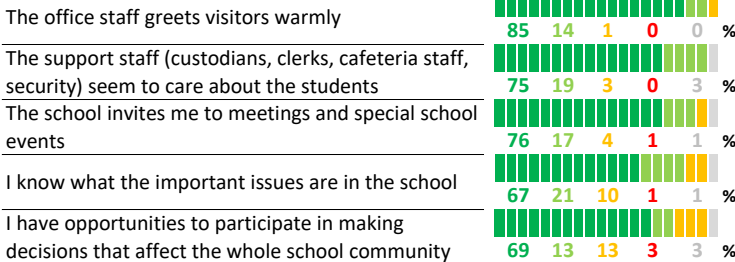 The office staff greets visitors warmly
85 14 1 0 0 %
The support staff (custodians, clerks, cafeteria staff,
security) seem to care about the students
75 19 3 0 3 %
The school invites me to meetings and special school
events
76 17 4 1 1 %
I know what the important issues are in the school
67 21 10 1 1 %
I have opportunities to participate in making
decisions that affect the whole school community
69 13 13 3 3 %